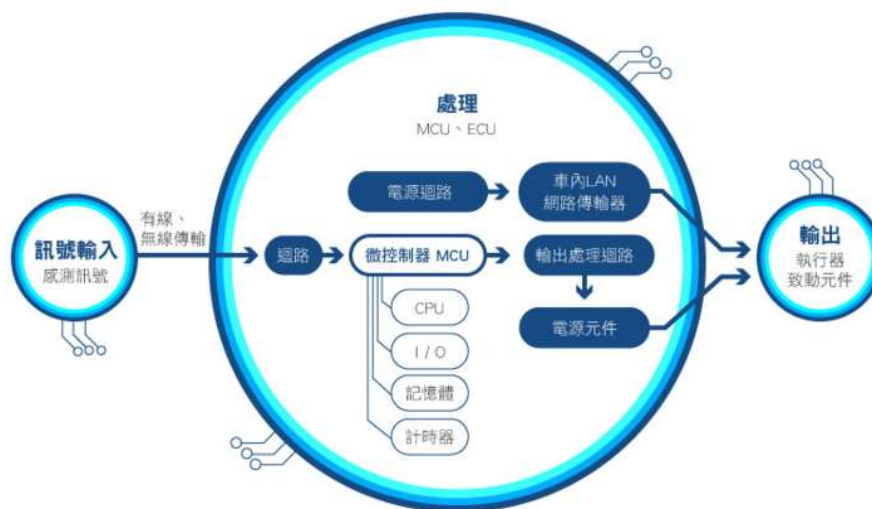 處理
MCU、ECU
電源迴路
車內LAN
網路傳輸器
有線、
無線傳輸
訊號輸入
感測訊號
迴路
微控制器 MCU
輸出處理迴路
輸出
執行器
致動元件
CPU
電源元件
I / O
記憶體
計時器